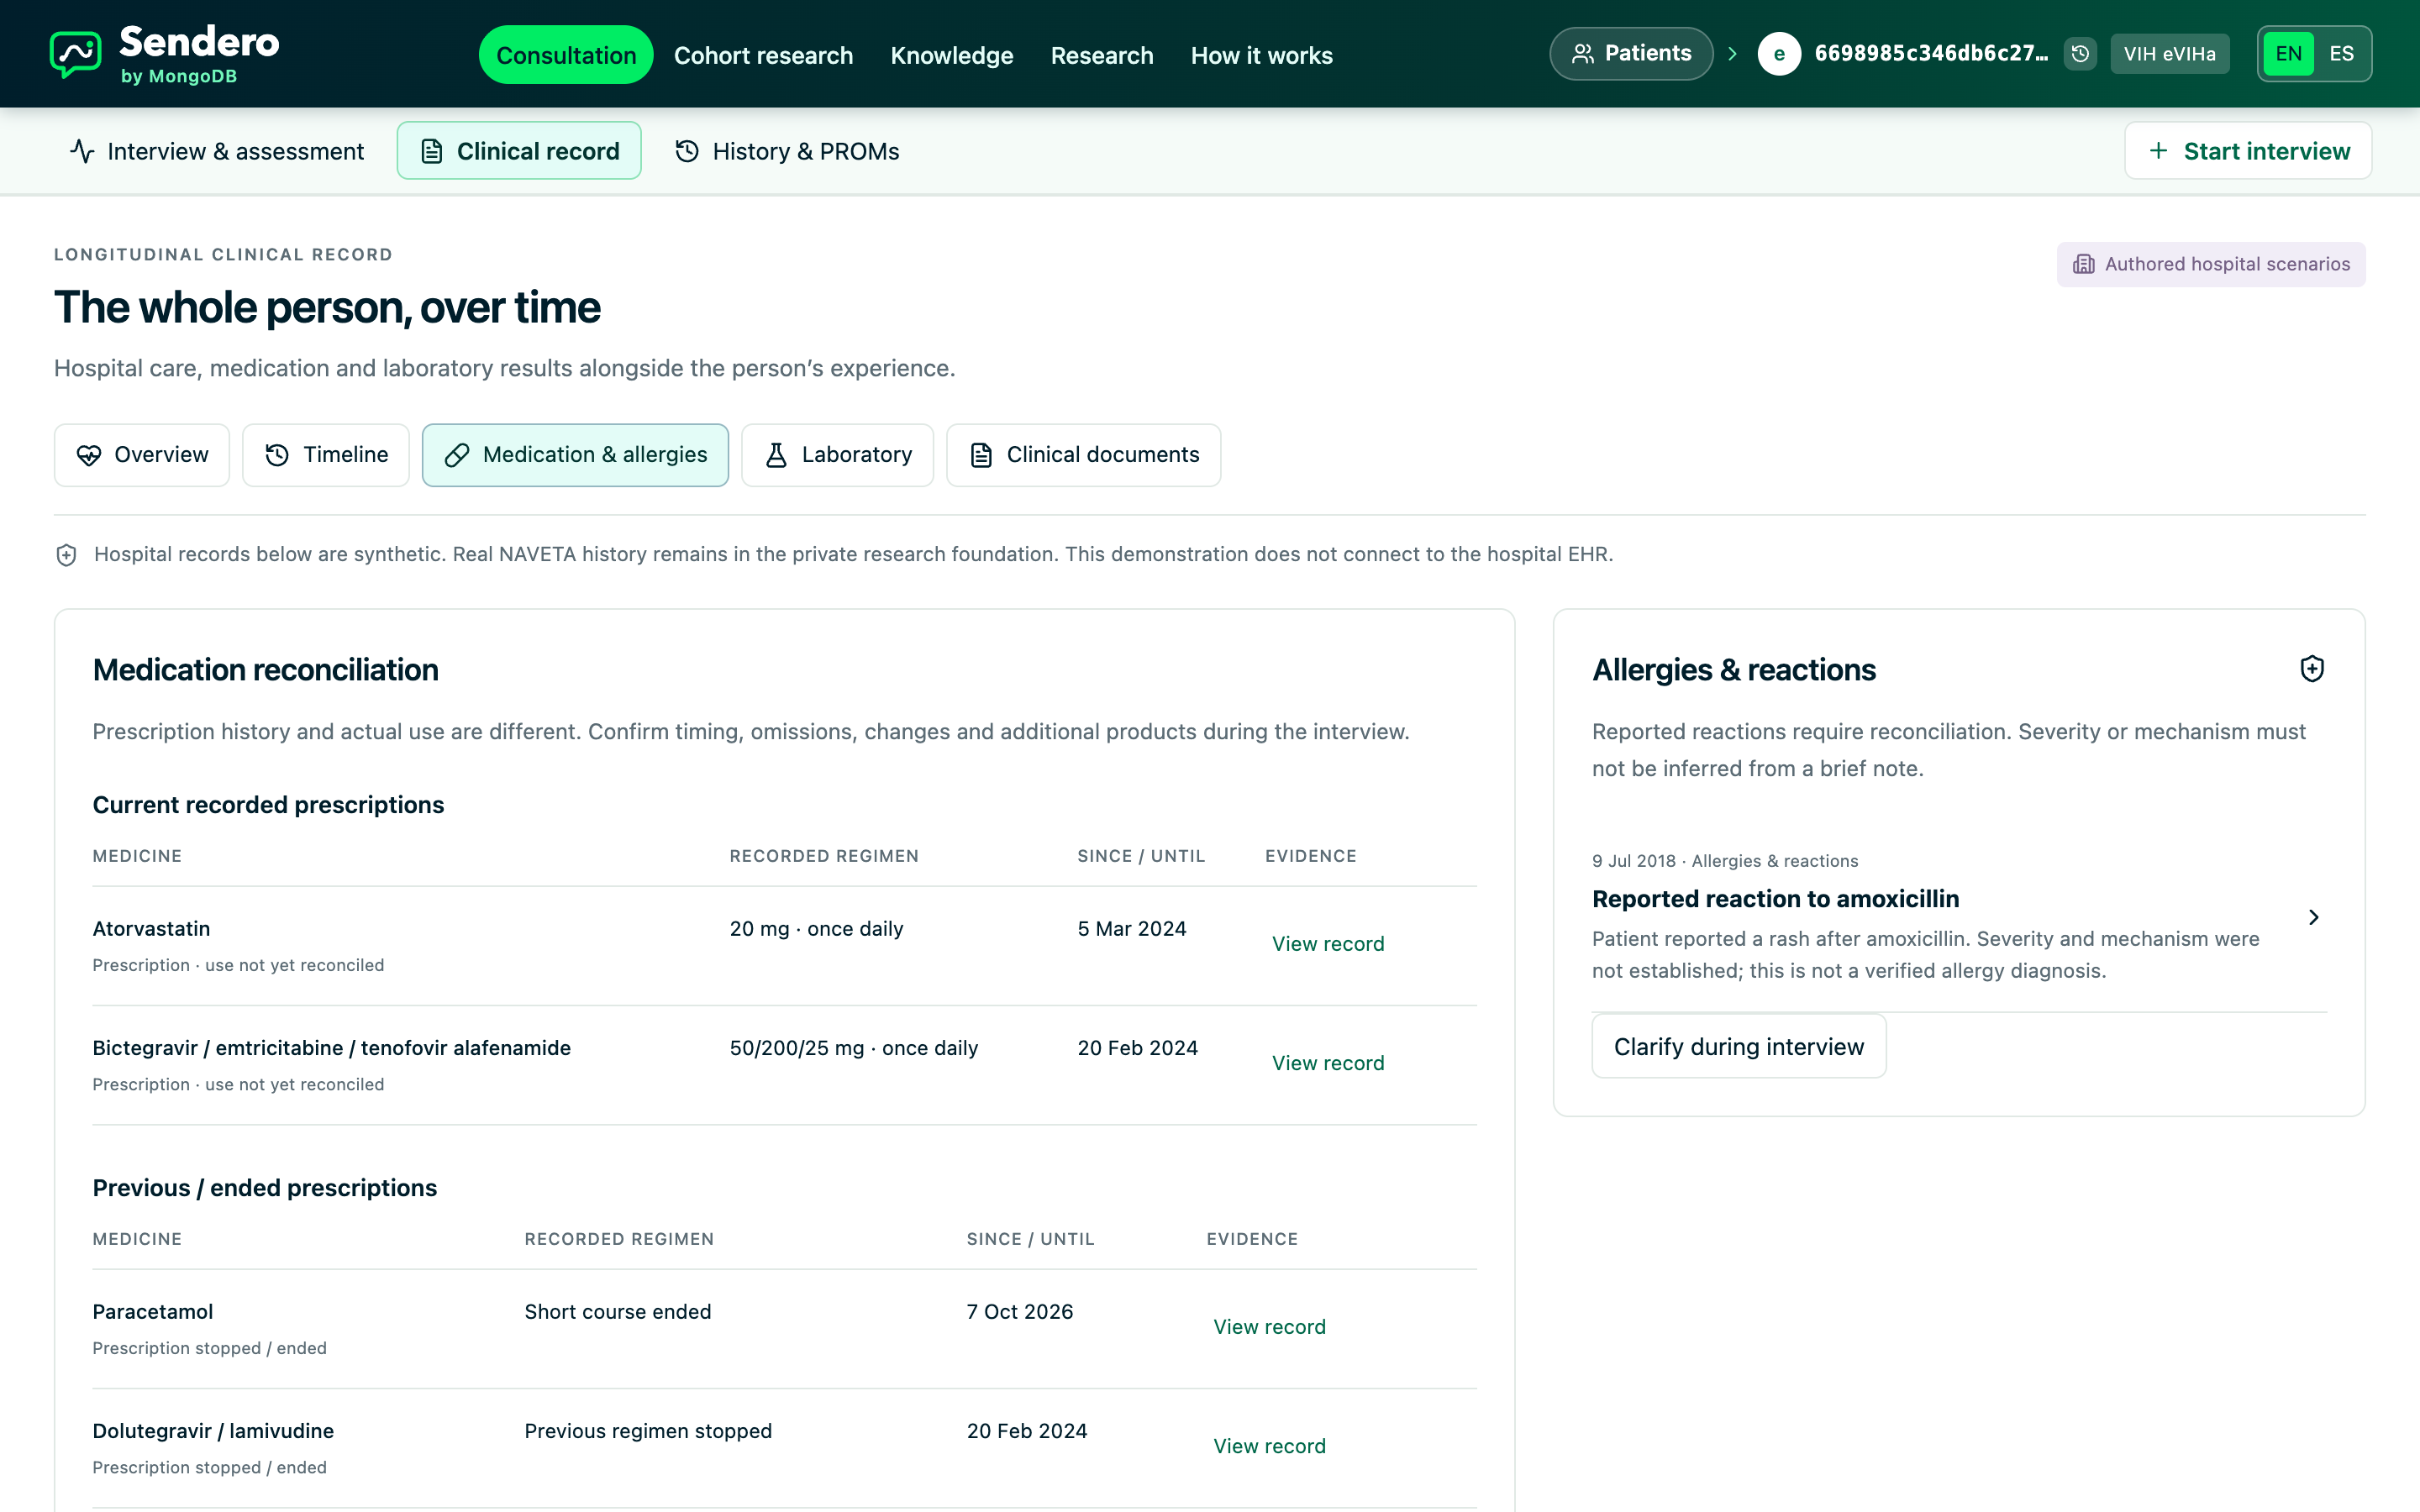 Sendero
by MongoDB
Consultation
Cohort research
Knowledge
Research
How it works
Patients
e
6698985c346db6c27…
VIH eVIHa
EN
ES
Interview & assessment
Clinical record
History & PROMs
Start interview
LONGITUDINAL CLINICAL RECORD
Authored hospital scenarios
The whole person, over time
Hospital care, medication and laboratory results alongside the person’s experience.
Overview
Timeline
Medication & allergies
Laboratory
Clinical documents
Hospital records below are synthetic. Real NAVETA history remains in the private research foundation. This demonstration does not connect to the hospital EHR.
Medication reconciliation
Prescription history and actual use are different. Confirm timing, omissions, changes and additional products during the interview.
Current recorded prescriptions
MEDICINE RECORDED REGIMEN SINCE / UNTIL EVIDENCE
Atorvastatin 20 mg · once daily 5 Mar 2024 View record
Prescription · use not yet reconciled
Bictegravir / emtricitabine / tenofovir alafenamide 50/200/25 mg · once daily 20 Feb 2024 View record
Prescription · use not yet reconciled
Previous / ended prescriptions
MEDICINE RECORDED REGIMEN SINCE / UNTIL EVIDENCE
Paracetamol Short course ended 7 Oct 2026 View record
Prescription stopped / ended
Dolutegravir / lamivudine Previous regimen stopped 20 Feb 2024 View record
Prescription stopped / ended
Allergies & reactions
Reported reactions require reconciliation. Severity or mechanism must
not be inferred from a brief note.
9 Jul 2018 · Allergies & reactions
Reported reaction to amoxicillin
Patient reported a rash after amoxicillin. Severity and mechanism were
not established; this is not a verified allergy diagnosis.
Clarify during interview